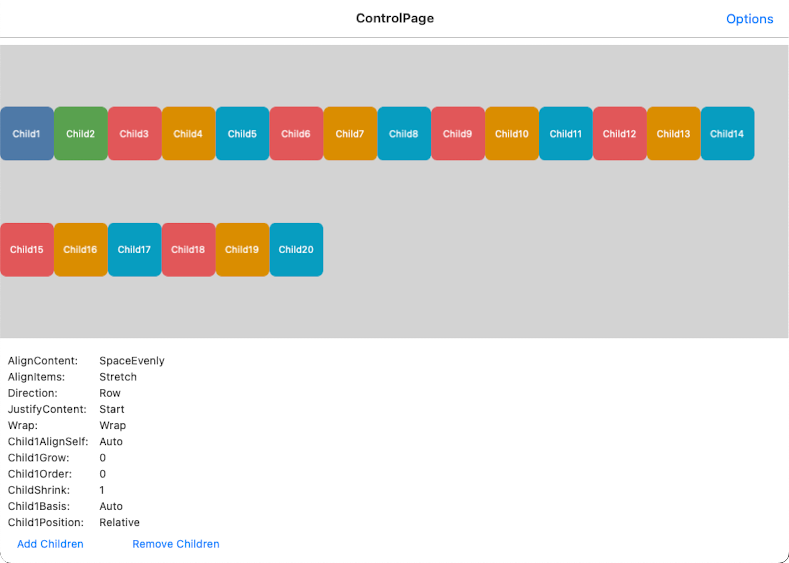 ControlPage
Options
Child1 Child2 Child3 Child4 Child5 Child6 Child7 Child8 Child9 Child10 Child11 Child12 Child13 Child14
Child15 Child16 Child17 Child18 Child19 Child20
AlignContent: SpaceEvenly
AlignItems: Stretch
Direction: Row
JustifyContent: Start
Wrap: Wrap
Child1AlignSelf: Auto
Child1Grow: 0
Child1Order: 0
ChildShrink: 1
Child1Basis: Auto
Child1Position: Relative
Add Children Remove Children